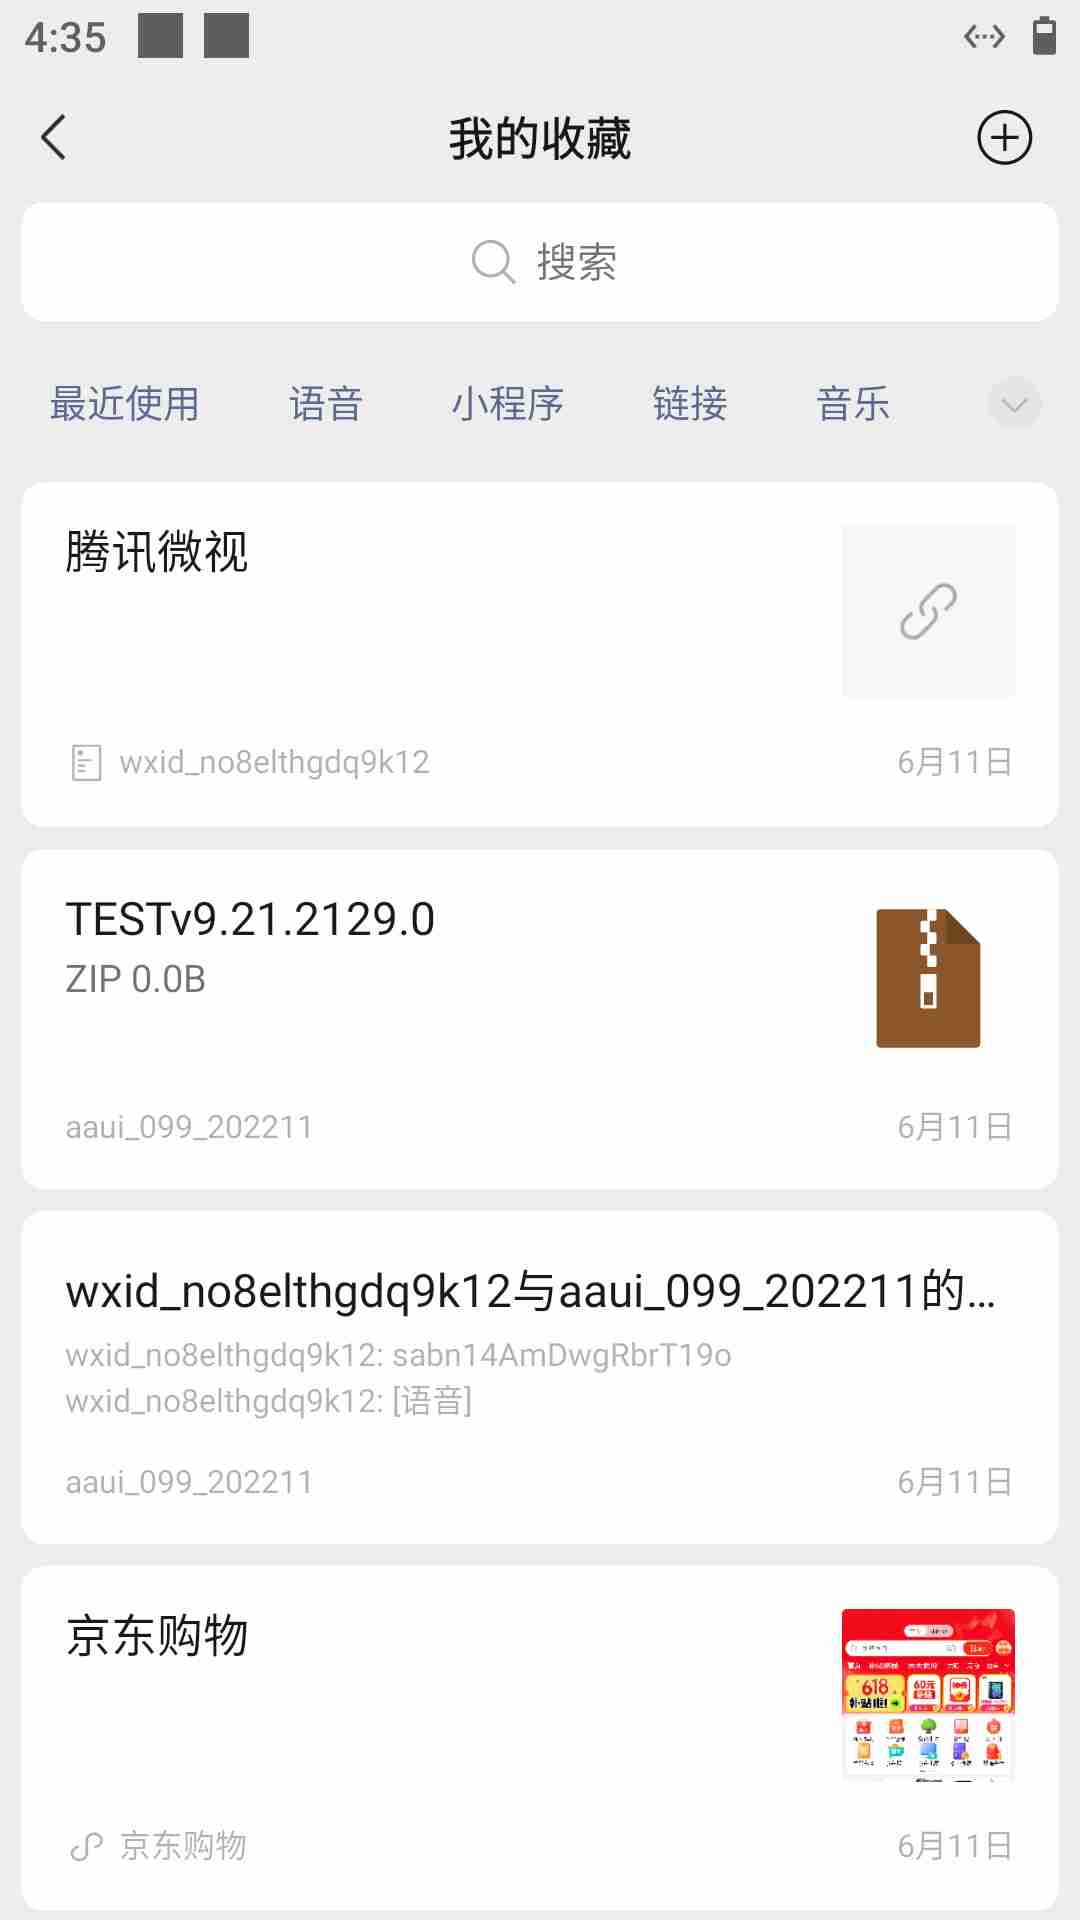 4:35
我的收藏
搜索
最近使用 语音 小程序 链接 音乐
腾讯微视
wxid_no8elthgdq9k12 6月11日
TESTv9.21.2129.0
ZIP 0.0B
aaui_099_202211 6月11日
wxid_no8elthgdq9k12与aaui_099_202211的...
wxid_no8elthgdq9k12: sabn14AmDwgRbrT19o
wxid_no8elthgdq9k12: [语音]
aaui_099_202211 6月11日
京东购物
618
60元
京东购物 6月11日